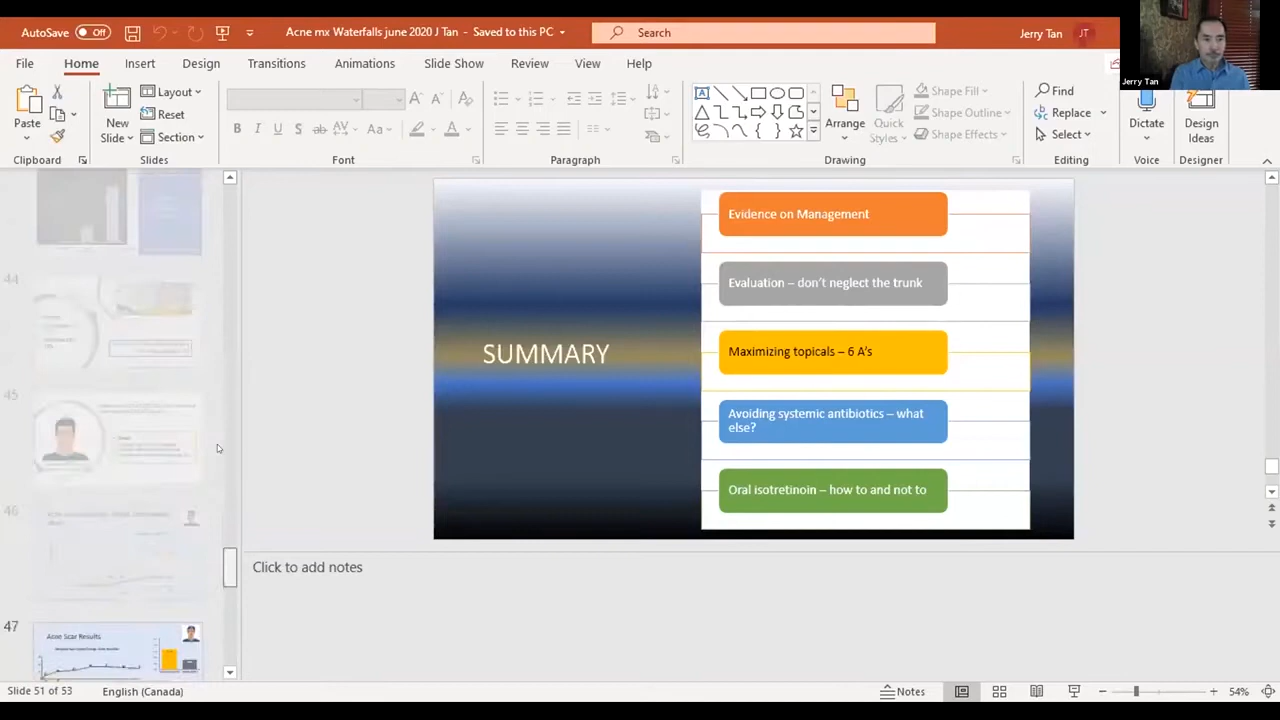 AutoSave Off
Acne mx Waterfalls june 2020 J Tan - Saved to this PC
Search
Jerry Tan
JT
Jerry Tan
File Home Insert Design Transitions Animations Slide Show Review View Help
Paste
Clipboard
New
Slide
Layout
Reset
Section
Slides
B I U S ab AV Aa A A A
Font
Paragraph
Arrange
Quick
Styles
Shape Fill
Shape Outline
Shape Effects
Drawing
Find
Replace
Select
Editing
Dictate
Voice
Design
Ideas
Designer
44
45
46
47
Acne Scar Results
SUMMARY
Evidence on Management
Evaluation – don't neglect the trunk
Maximizing topicals – 6 A's
Avoiding systemic antibiotics – what
else?
Oral isotretinoin – how to and not to
Click to add notes
Slide 51 of 53
English (Canada)
Notes
54%